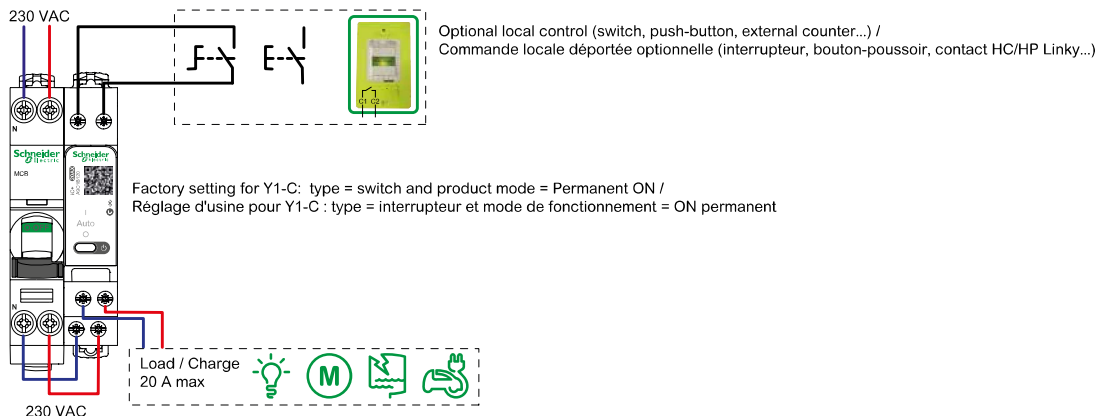 230 VAC
Optional local control (switch, push-button, external counter...) /
Commande locale déportée optionnelle (interrupteur, bouton-poussoir, contact HC/HP Linky...)
C1 C2
N
Schneider
Electric
MCB
Schneider
Electric
Factory setting for Y1-C: type = switch and product mode = Permanent ON /
Réglage d'usine pour Y1-C : type = interrupteur et mode de fonctionnement = ON permanent
I
Auto
O
N
Load / Charge
20 A max
M
230 VAC